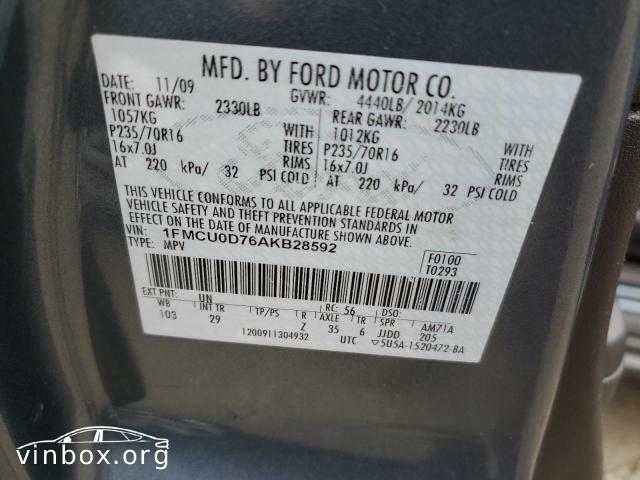 MFD. BY FORD MOTOR CO.
DATE: 11/09 GVWR: 4440LB/ 2014KG
FRONT GAWR: 2330LB REAR GAWR: 2230LB
1057KG WITH 1012KG WITH
P235/70R16 TIRES P235/70R16 TIRES
16x7.0J RIMS 16x7.0J RIMS
AT 220 kPa/ 32 PSI COLD AT 220 kPa/ 32 PSI COLD
THIS VEHICLE CONFORMS TO ALL APPLICABLE FEDERAL MOTOR
VEHICLE SAFETY AND THEFT PREVENTION STANDARDS IN
EFFECT ON THE DATE OF MANUFACTURE SHOWN ABOVE.
VIN: 1FMCU0D76AKB28592
TYPE: MPV
F0100
T0293
EXT PNT: UN RC: 56 DSO:
WB INT TR TP/PS R AXLE TR SPR AM71A
103 29 Z 35 6 JJDD 205
1200911304932 UTC ▽5U5A-1520472-BA
vinbox.org